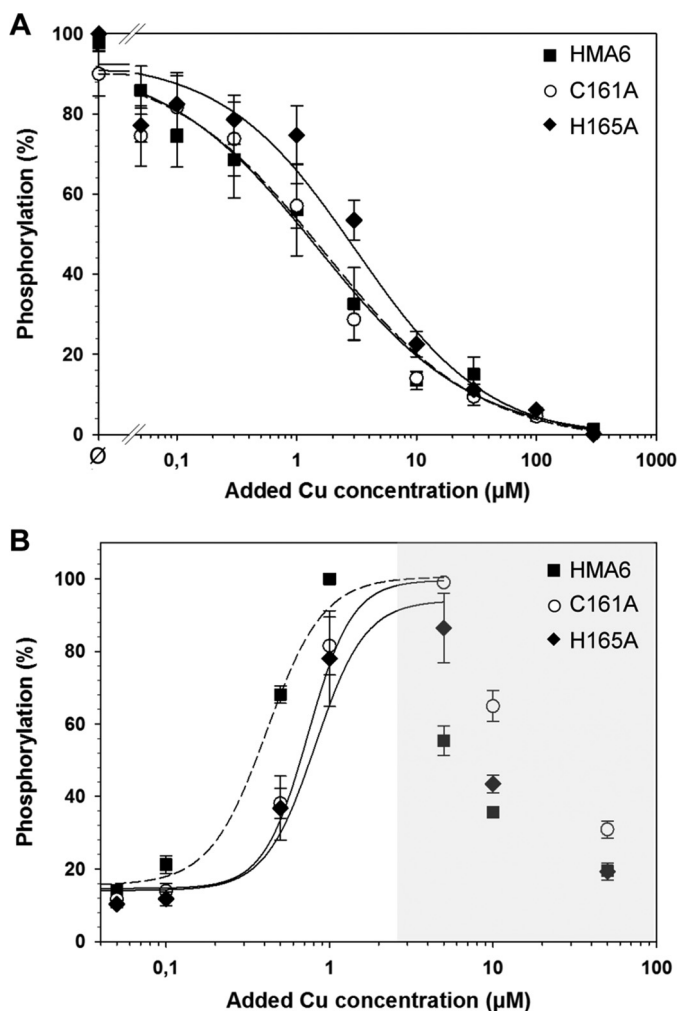 A
Phosphorylation (%)
100
80
60
40
20
0
HMA6
C161A
H165A
Ø
0,1
1
10
100
1000
Added Cu concentration (µM)
B
Phosphorylation (%)
100
80
60
40
20
0
HMA6
C161A
H165A
0,1
1
10
100
Added Cu concentration (µM)